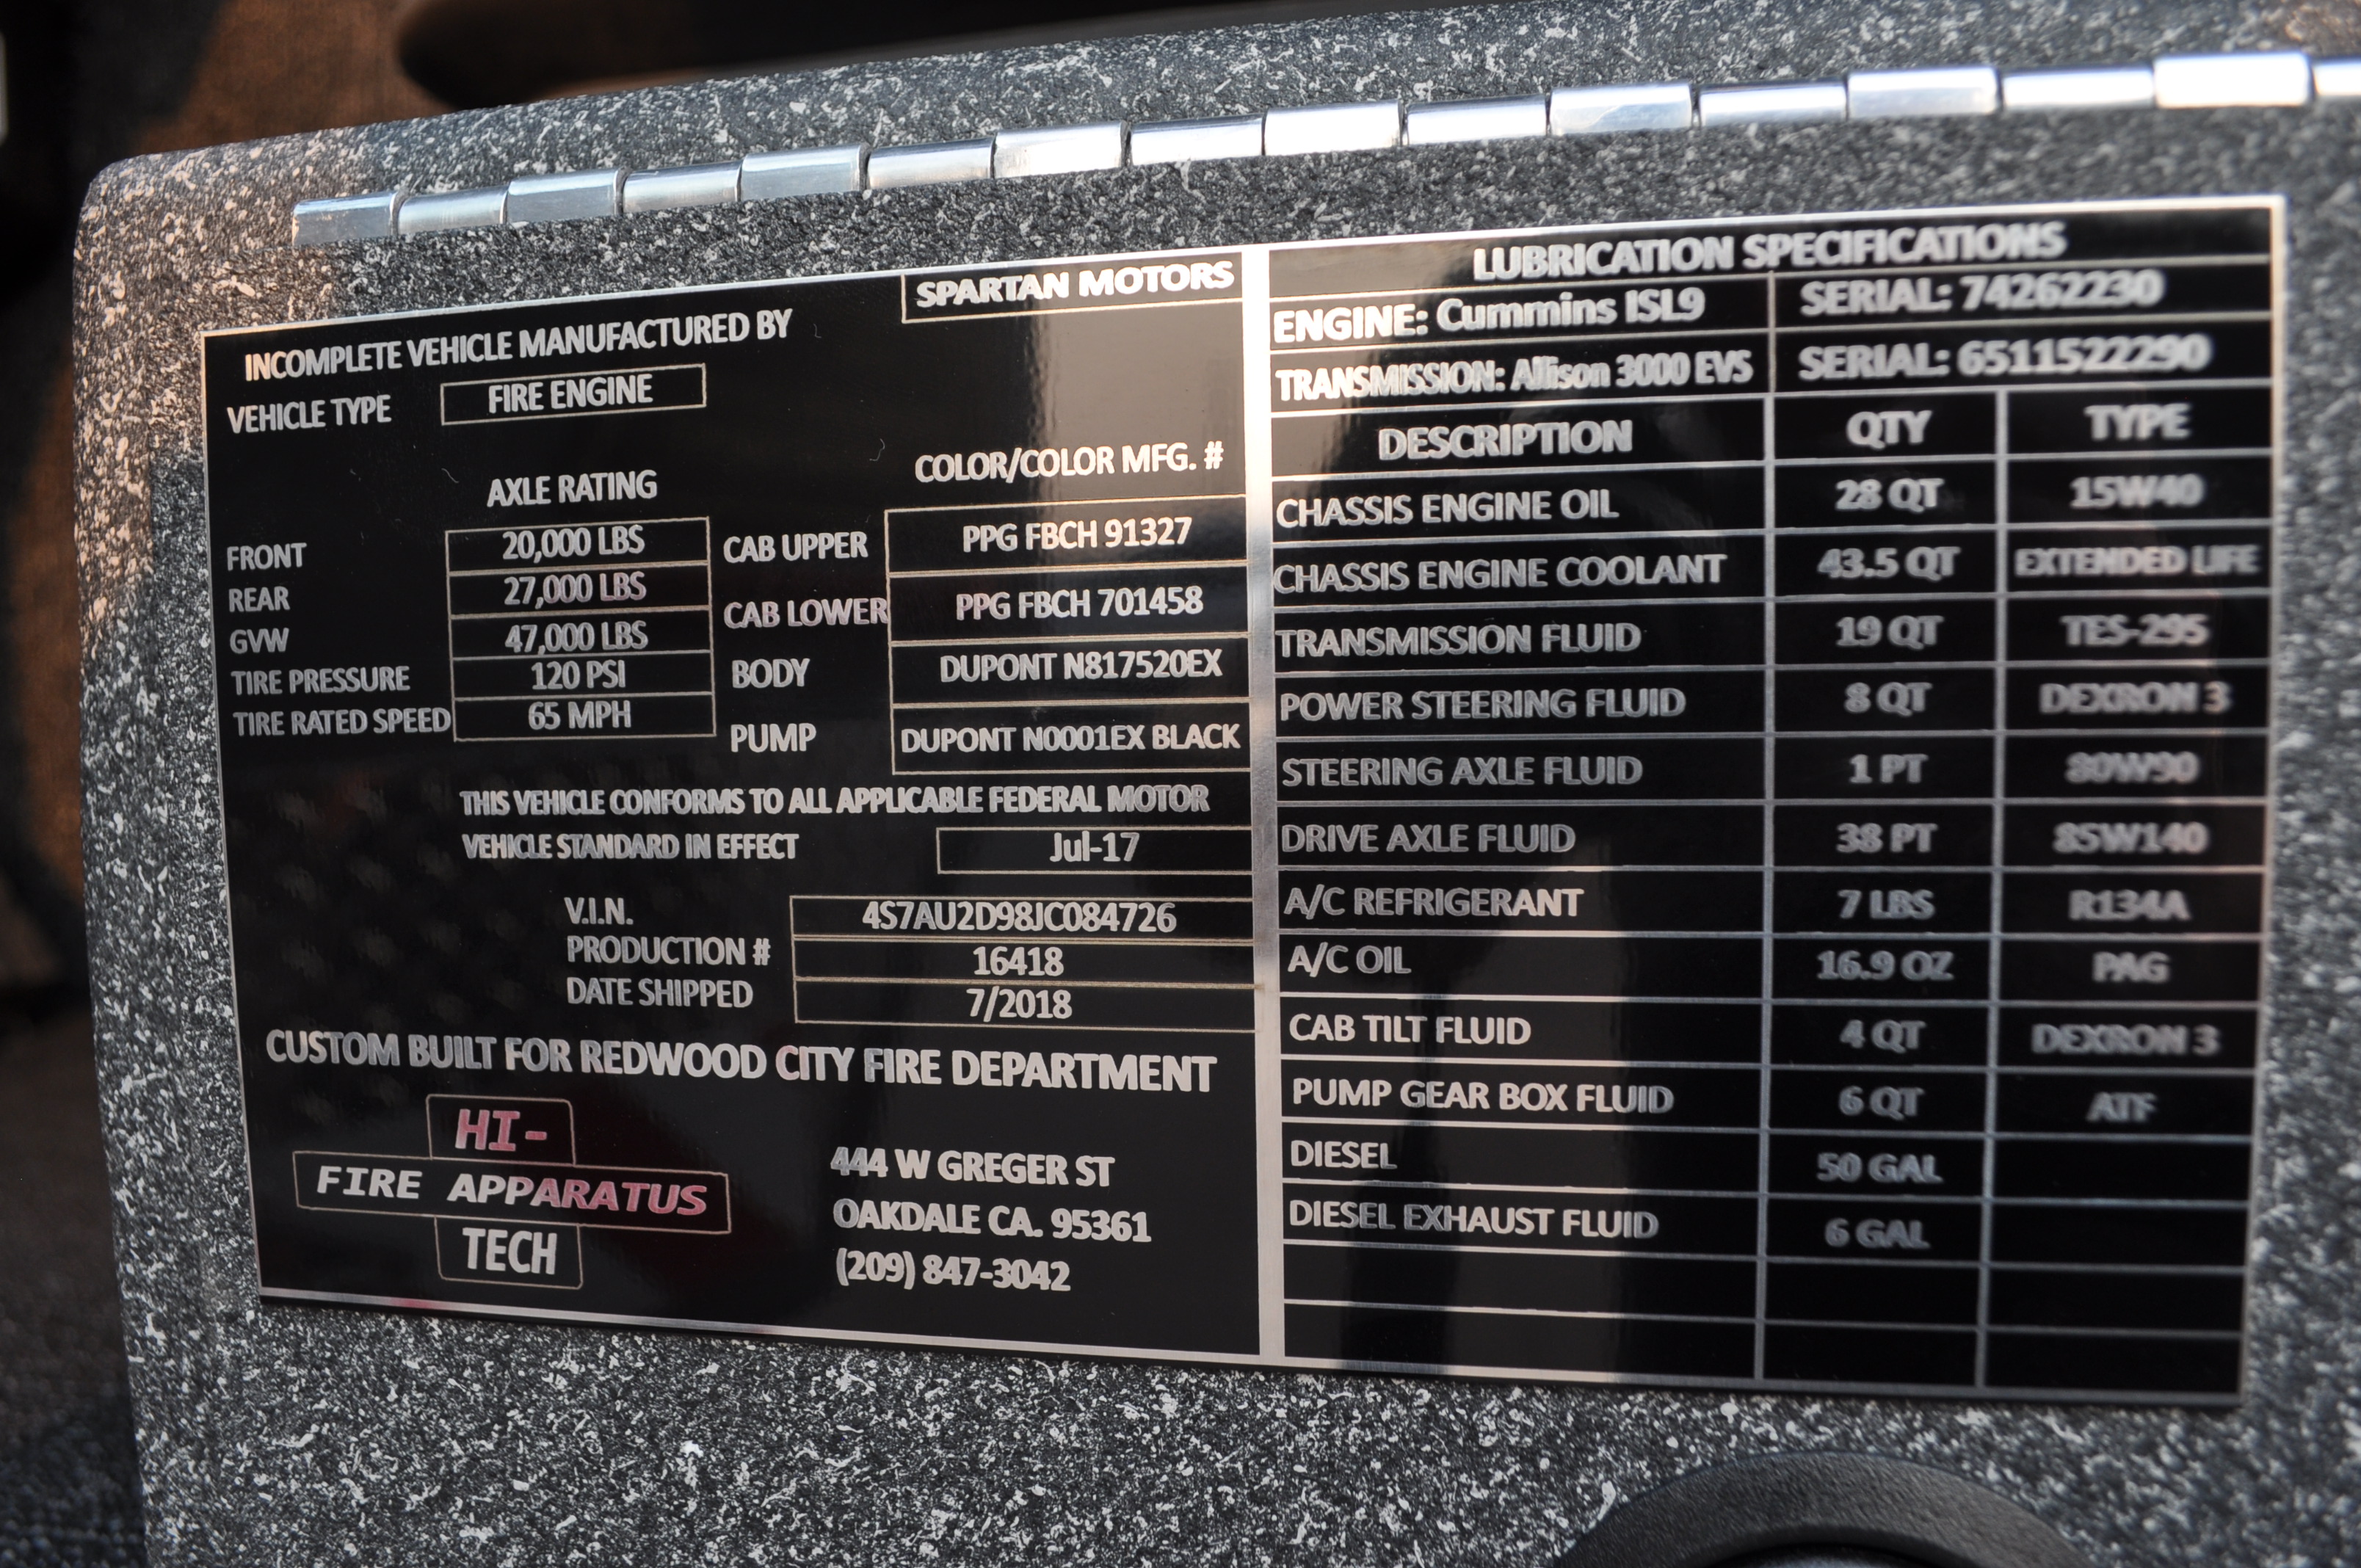 SPARTAN MOTORS
INCOMPLETE VEHICLE MANUFACTURED BY
VEHICLE TYPE FIRE ENGINE
AXLE RATING COLOR/COLOR MFG. #
FRONT 20,000 LBS CAB UPPER PPG FBCH 91327
REAR 27,000 LBS CAB LOWER PPG FBCH 701458
GVW 47,000 LBS
TIRE PRESSURE 120 PSI BODY DUPONT N817520EX
TIRE RATED SPEED 65 MPH PUMP DUPONT N0001EX BLACK
THIS VEHICLE CONFORMS TO ALL APPLICABLE FEDERAL MOTOR
VEHICLE STANDARD IN EFFECT Jul-17
V.I.N. 4S7AU2D98JC084726
PRODUCTION # 16418
DATE SHIPPED 7/2018
CUSTOM BUILT FOR REDWOOD CITY FIRE DEPARTMENT
HI-
FIRE APPARATUS
TECH
444 W GREGER ST
OAKDALE CA. 95361
(209) 847-3042
LUBRICATION SPECIFICATIONS
ENGINE: Cummins ISL9 SERIAL: 74262230
TRANSMISSION: Allison 3000 EVS SERIAL: 6511522290
DESCRIPTION QTY TYPE
CHASSIS ENGINE OIL 28 QT 15W40
CHASSIS ENGINE COOLANT 43.5 QT EXTENDED LIFE
TRANSMISSION FLUID 19 QT TES-295
POWER STEERING FLUID 8 QT DEXRON 3
STEERING AXLE FLUID 1 PT 80W90
DRIVE AXLE FLUID 38 PT 85W140
A/C REFRIGERANT 7 LBS R134A
A/C OIL 16.9 OZ PAG
CAB TILT FLUID 4 QT DEXRON 3
PUMP GEAR BOX FLUID 6 QT ATF
DIESEL 50 GAL
DIESEL EXHAUST FLUID 6 GAL